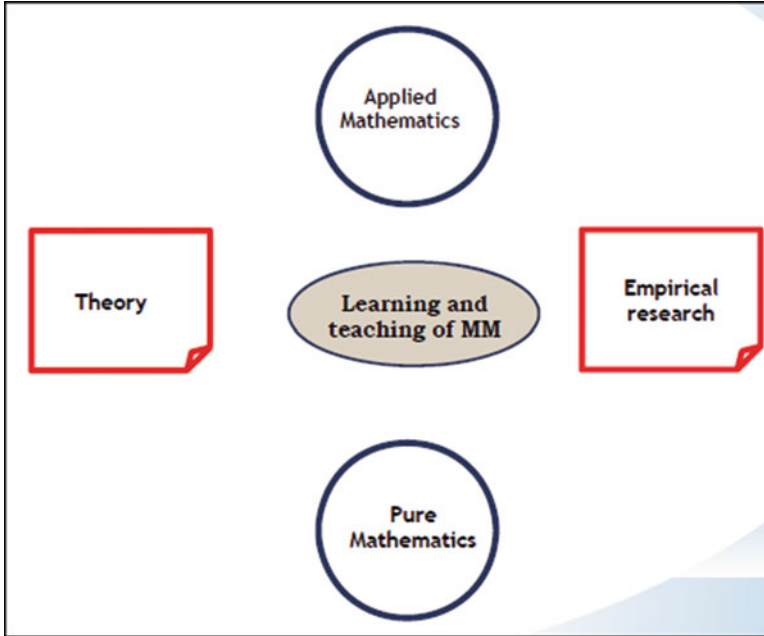 Applied
Mathematics
Theory
Learning and
teaching of MM
Empirical
research
Pure
Mathematics